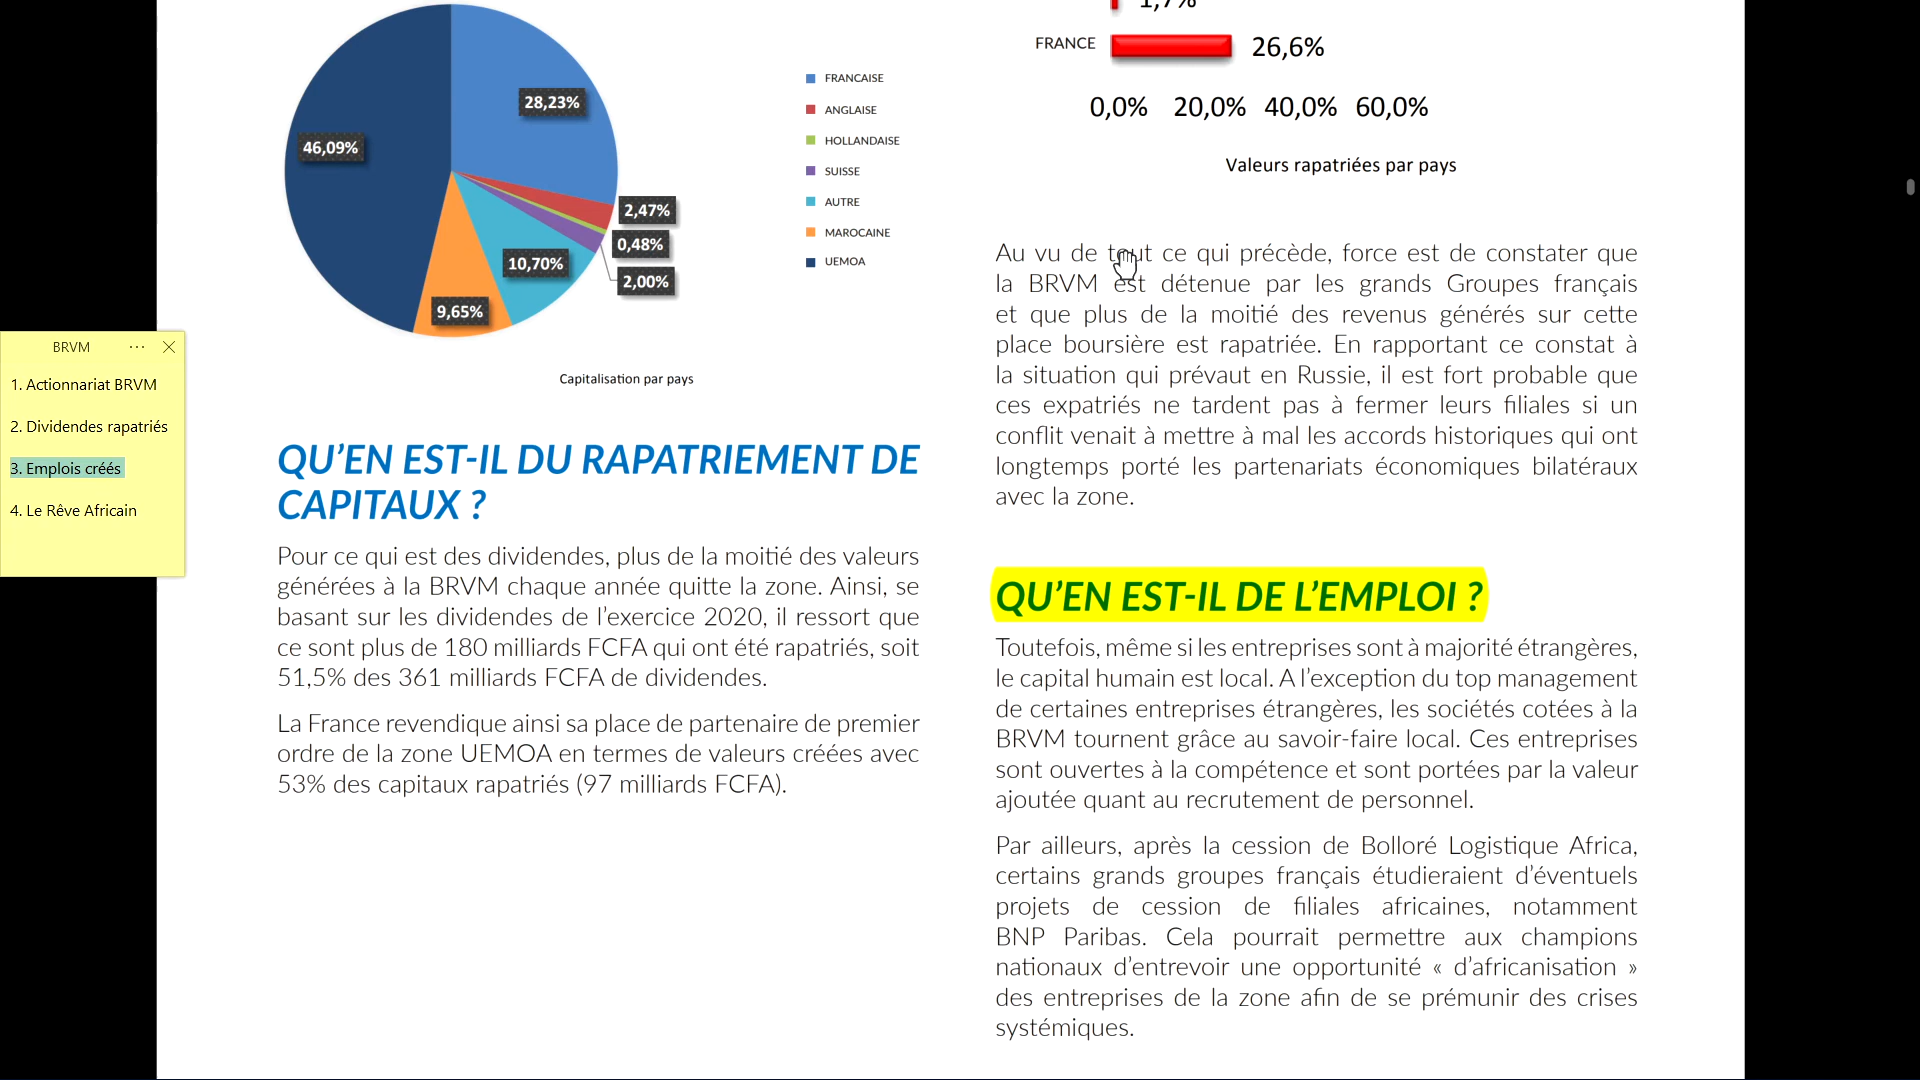 28,23%
46,09%
2,47%
0,48%
10,70%
2,00%
9,65%
FRANCAISE
ANGLAISE
HOLLANDAISE
SUISSE
AUTRE
MAROCAINE
UEMOA
Capitalisation par pays
BRVM
1. Actionnariat BRVM
2. Dividendes rapatriés
3. Emplois créés
4. Le Rêve Africain
QU’EN EST-IL DU RAPATRIEMENT DE
CAPITAUX ?
Pour ce qui est des dividendes, plus de la moitié des valeurs
générées à la BRVM chaque année quitte la zone. Ainsi, se
basant sur les dividendes de l’exercice 2020, il ressort que
ce sont plus de 180 milliards FCFA qui ont été rapatriés, soit
51,5% des 361 milliards FCFA de dividendes.
La France revendique ainsi sa place de partenaire de premier
ordre de la zone UEMOA en termes de valeurs créées avec
53% des capitaux rapatriés (97 milliards FCFA).
1,7%
FRANCE 26,6%
0,0% 20,0% 40,0% 60,0%
Valeurs rapatriées par pays
Au vu de tout ce qui précède, force est de constater que
la BRVM est détenue par les grands Groupes français
et que plus de la moitié des revenus générés sur cette
place boursière est rapatriée. En rapportant ce constat à
la situation qui prévaut en Russie, il est fort probable que
ces expatriés ne tardent pas à fermer leurs filiales si un
conflit venait à mettre à mal les accords historiques qui ont
longtemps porté les partenariats économiques bilatéraux
avec la zone.
QU’EN EST-IL DE L’EMPLOI ?
Toutefois, même si les entreprises sont à majorité étrangères,
le capital humain est local. A l’exception du top management
de certaines entreprises étrangères, les sociétés cotées à la
BRVM tournent grâce au savoir-faire local. Ces entreprises
sont ouvertes à la compétence et sont portées par la valeur
ajoutée quant au recrutement de personnel.
Par ailleurs, après la cession de Bolloré Logistique Africa,
certains grands groupes français étudieraient d’éventuels
projets de cession de filiales africaines, notamment
BNP Paribas. Cela pourrait permettre aux champions
nationaux d’entrevoir une opportunité « d’africanisation »
des entreprises de la zone afin de se prémunir des crises
systémiques.